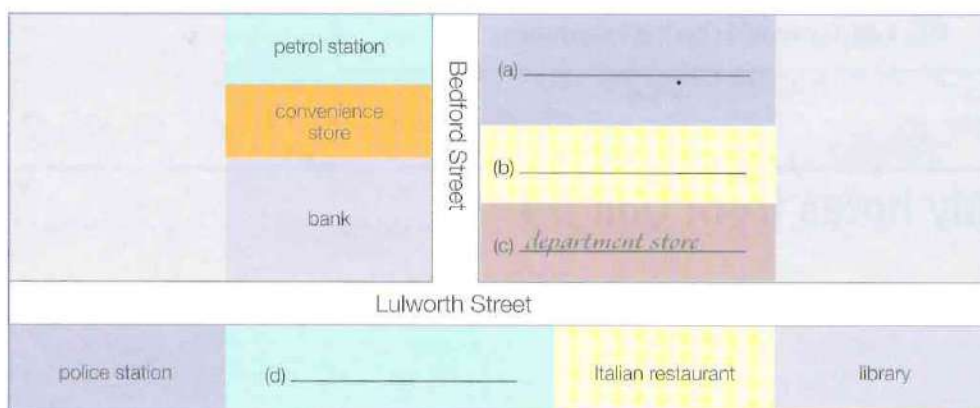 petrol station
convenience
store
bank
Bedford Street
(a)
(b)
(c) department store
Lulworth Street
police station
(d)
Italian restaurant
library